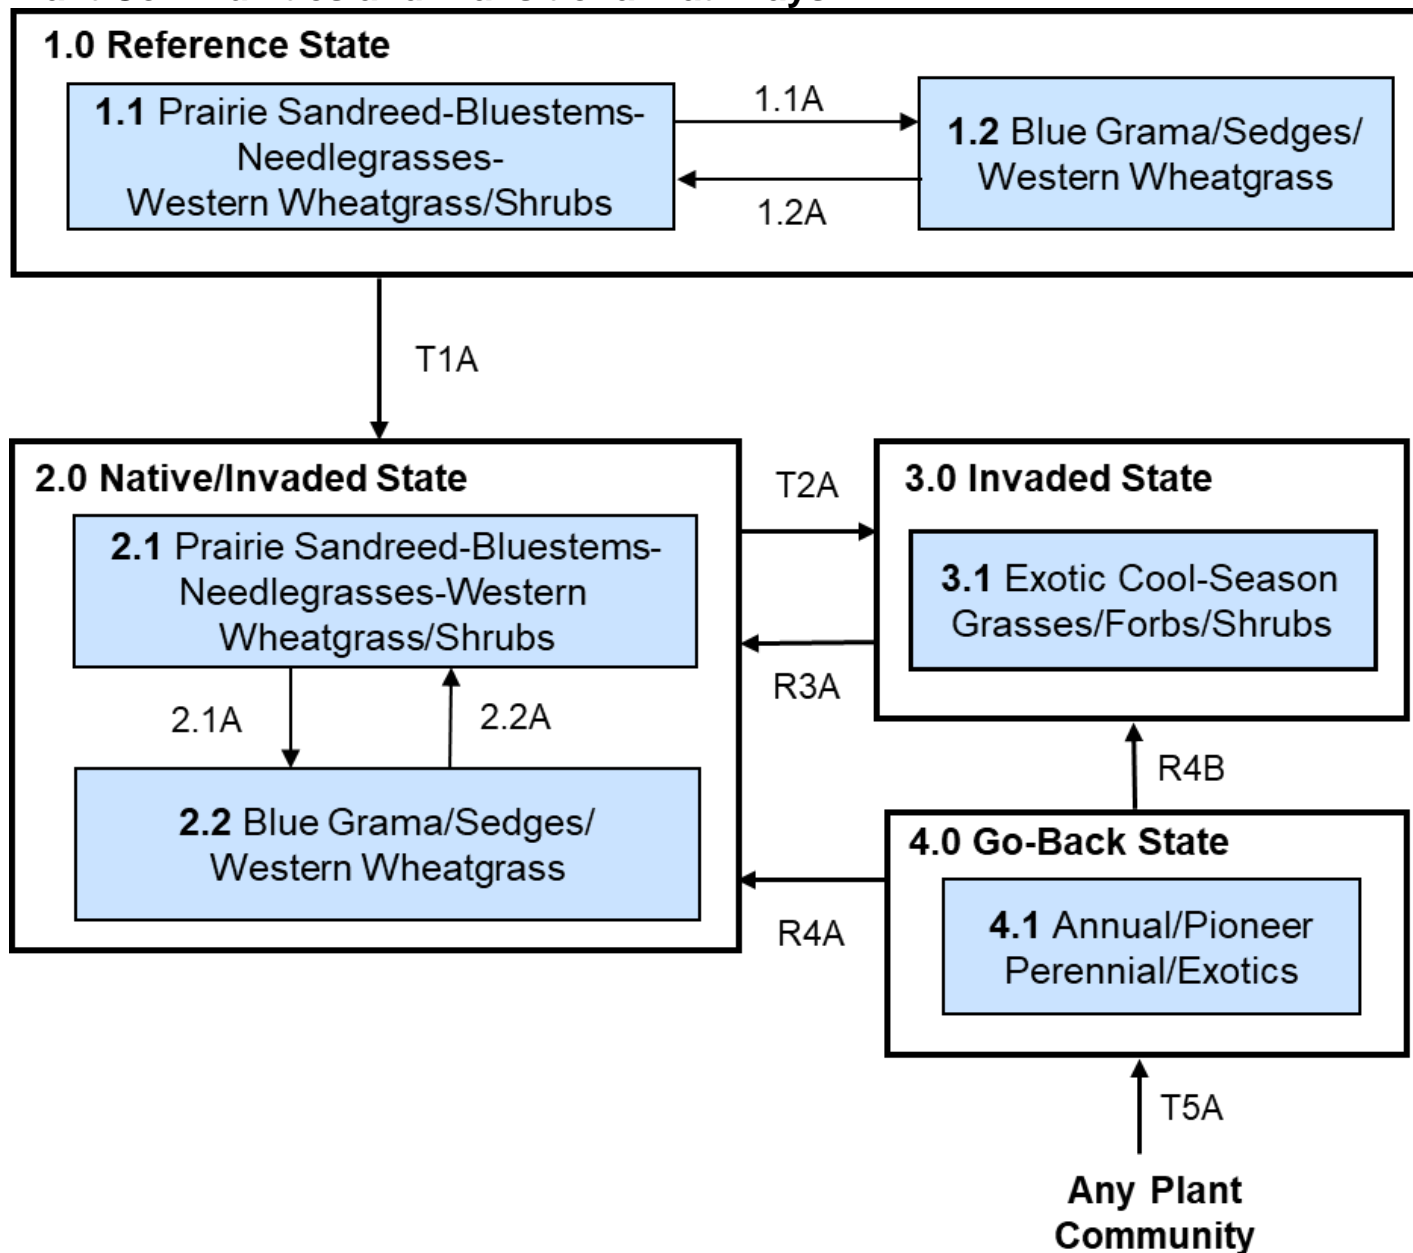 1.0 Reference State
1.1 Prairie Sandreed-Bluestems-
Needlegrasses-
Western Wheatgrass/Shrubs
1.1A
1.2A
1.2 Blue Grama/Sedges/
Western Wheatgrass
T1A
2.0 Native/Invaded State
2.1 Prairie Sandreed-Bluestems-
Needlegrasses-Western
Wheatgrass/Shrubs
2.1A
2.2A
2.2 Blue Grama/Sedges/
Western Wheatgrass
T2A
R3A
3.0 Invaded State
3.1 Exotic Cool-Season
Grasses/Forbs/Shrubs
R4B
R4A
4.0 Go-Back State
4.1 Annual/Pioneer
Perennial/Exotics
T5A
Any Plant
Community